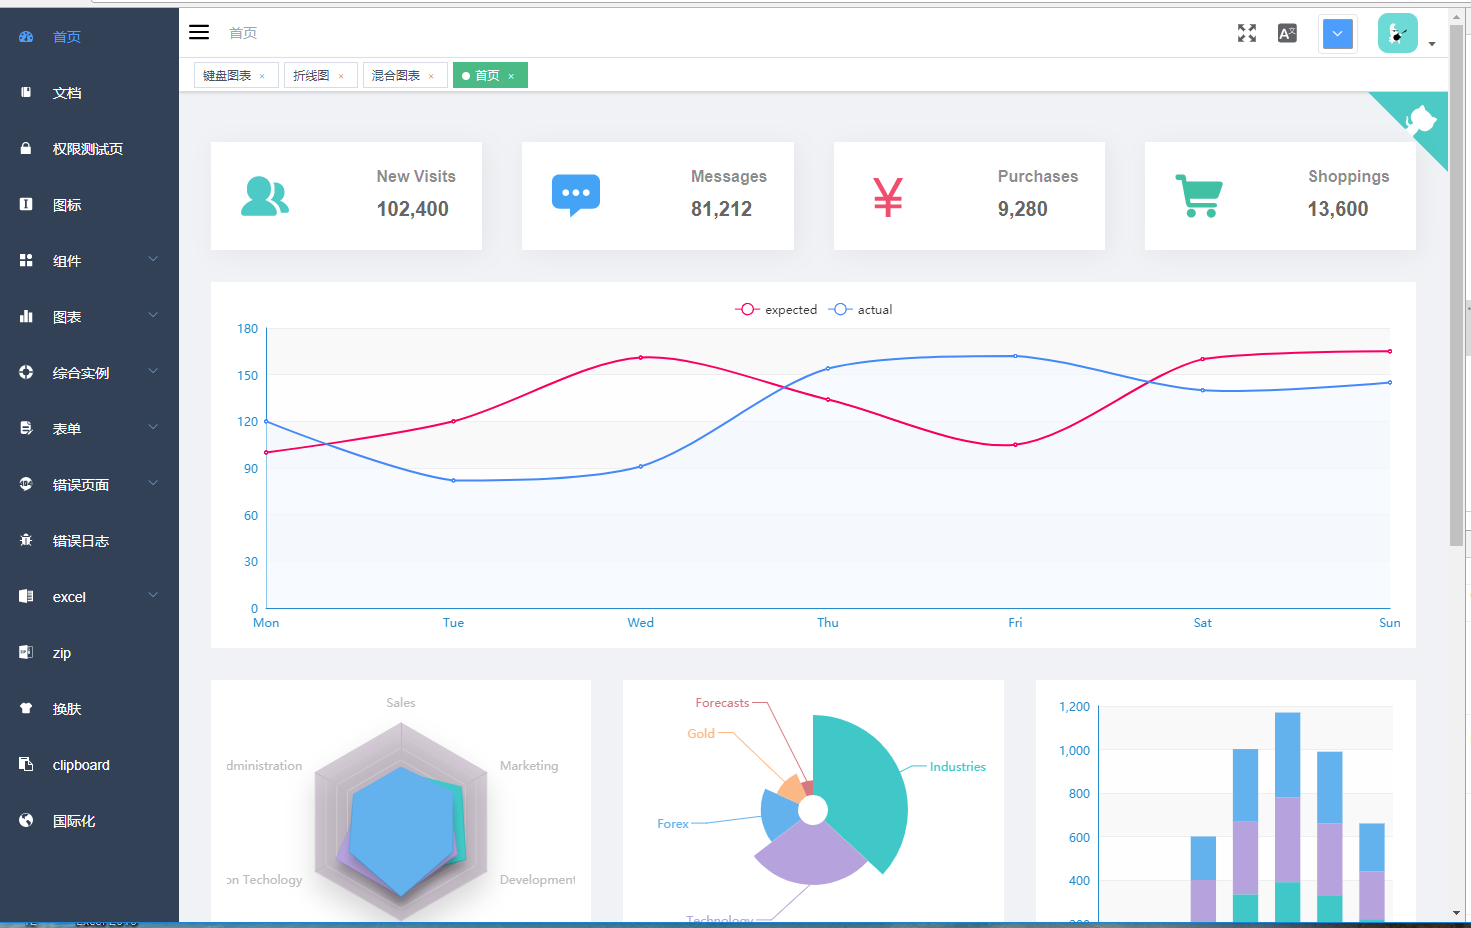 首页
文档
权限测试页
图标
组件
图表
综合实例
表单
错误页面
错误日志
excel
zip
换肤
clipboard
国际化
首页
键盘图表 ×
折线图 ×
混合图表 ×
首页 ×
New Visits
102,400
Messages
81,212
Purchases
9,280
Shoppings
13,600
expected
actual
180
150
120
90
60
30
0
Mon
Tue
Wed
Thu
Fri
Sat
Sun
Sales
dministration
Marketing
on Techology
Development
Forecasts
Gold
Industries
Forex
Technology
1,200
1,000
800
600
400